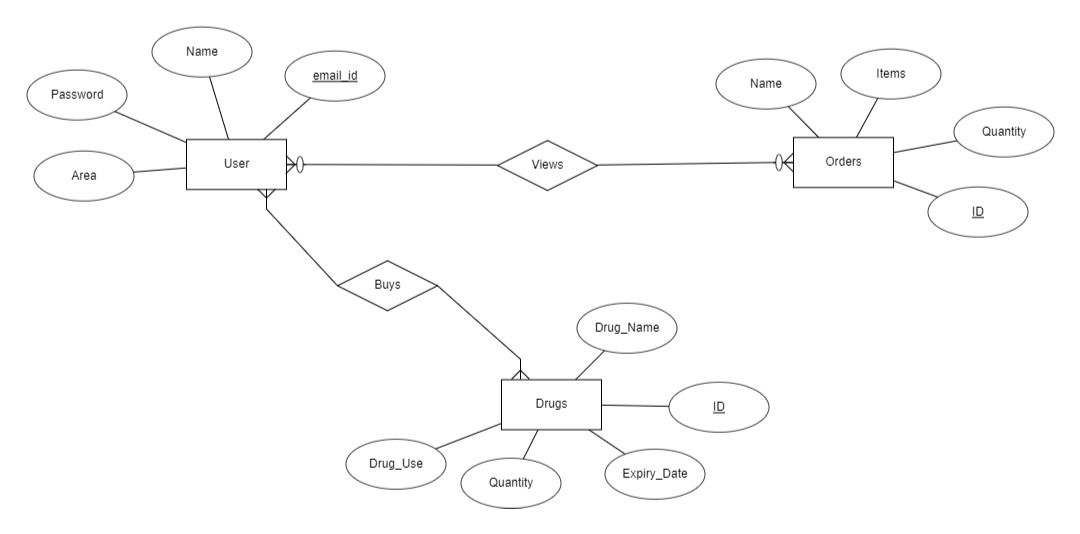 Name
email_id
Password
Area
User
Views
Name
Items
Quantity
Orders
ID
Buys
Drug_Name
Drugs
ID
Drug_Use
Quantity
Expiry_Date